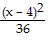 (x - 4)²
36